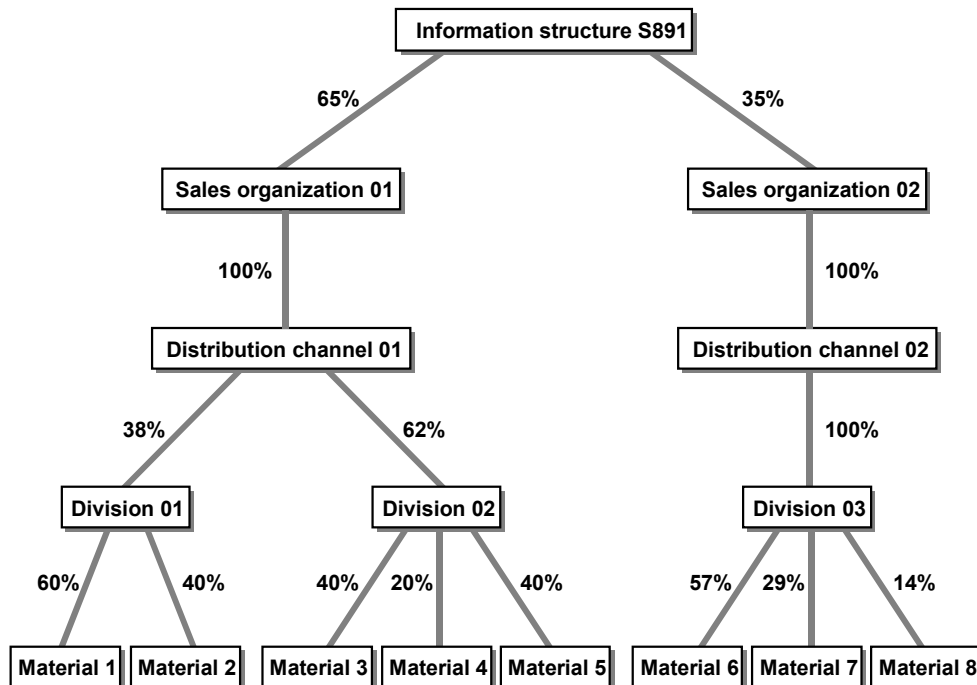 Information structure S891
65%
35%
Sales organization 01
Sales organization 02
100%
100%
Distribution channel 01
Distribution channel 02
38%
62%
100%
Division 01
Division 02
Division 03
60%
40%
40%
20%
40%
57%
29%
14%
Material 1
Material 2
Material 3
Material 4
Material 5
Material 6
Material 7
Material 8